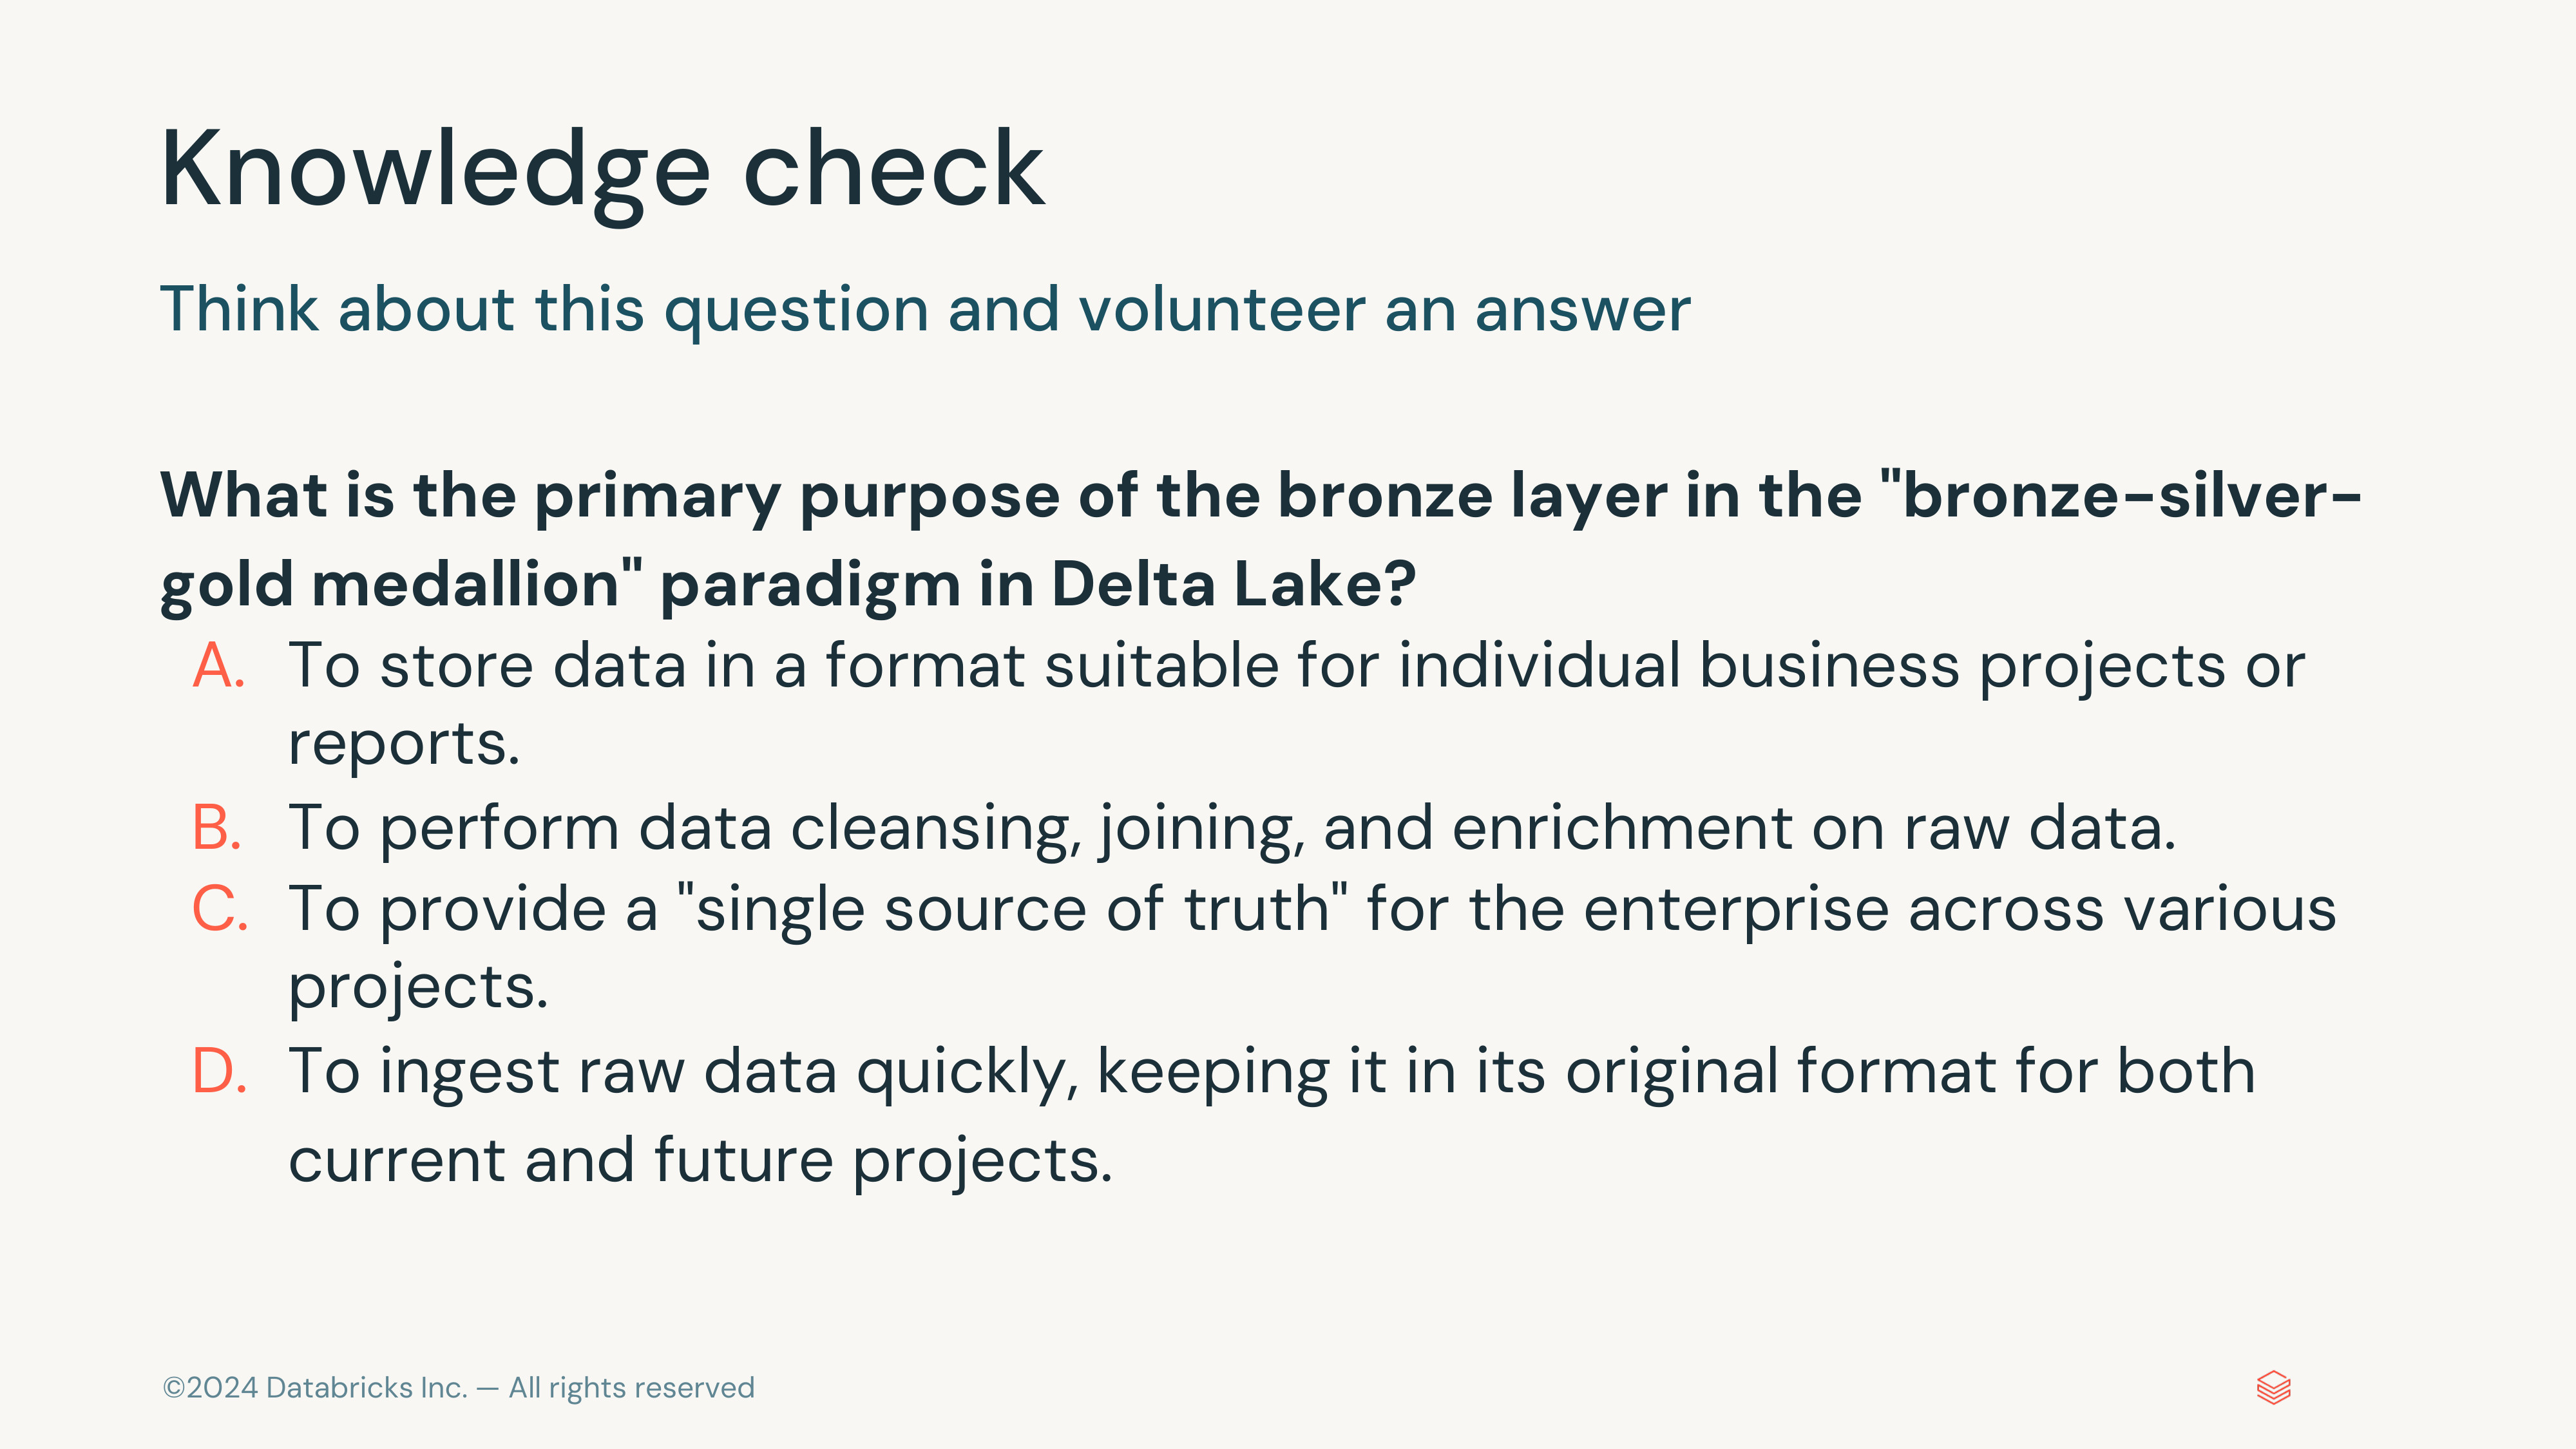 Knowledge check
Think about this question and volunteer an answer
What is the primary purpose of the bronze layer in the "bronze-silver-
gold medallion" paradigm in Delta Lake?
A. To store data in a format suitable for individual business projects or
reports.
B. To perform data cleansing, joining, and enrichment on raw data.
C. To provide a "single source of truth" for the enterprise across various
projects.
D. To ingest raw data quickly, keeping it in its original format for both
current and future projects.
©2024 Databricks Inc. — All rights reserved